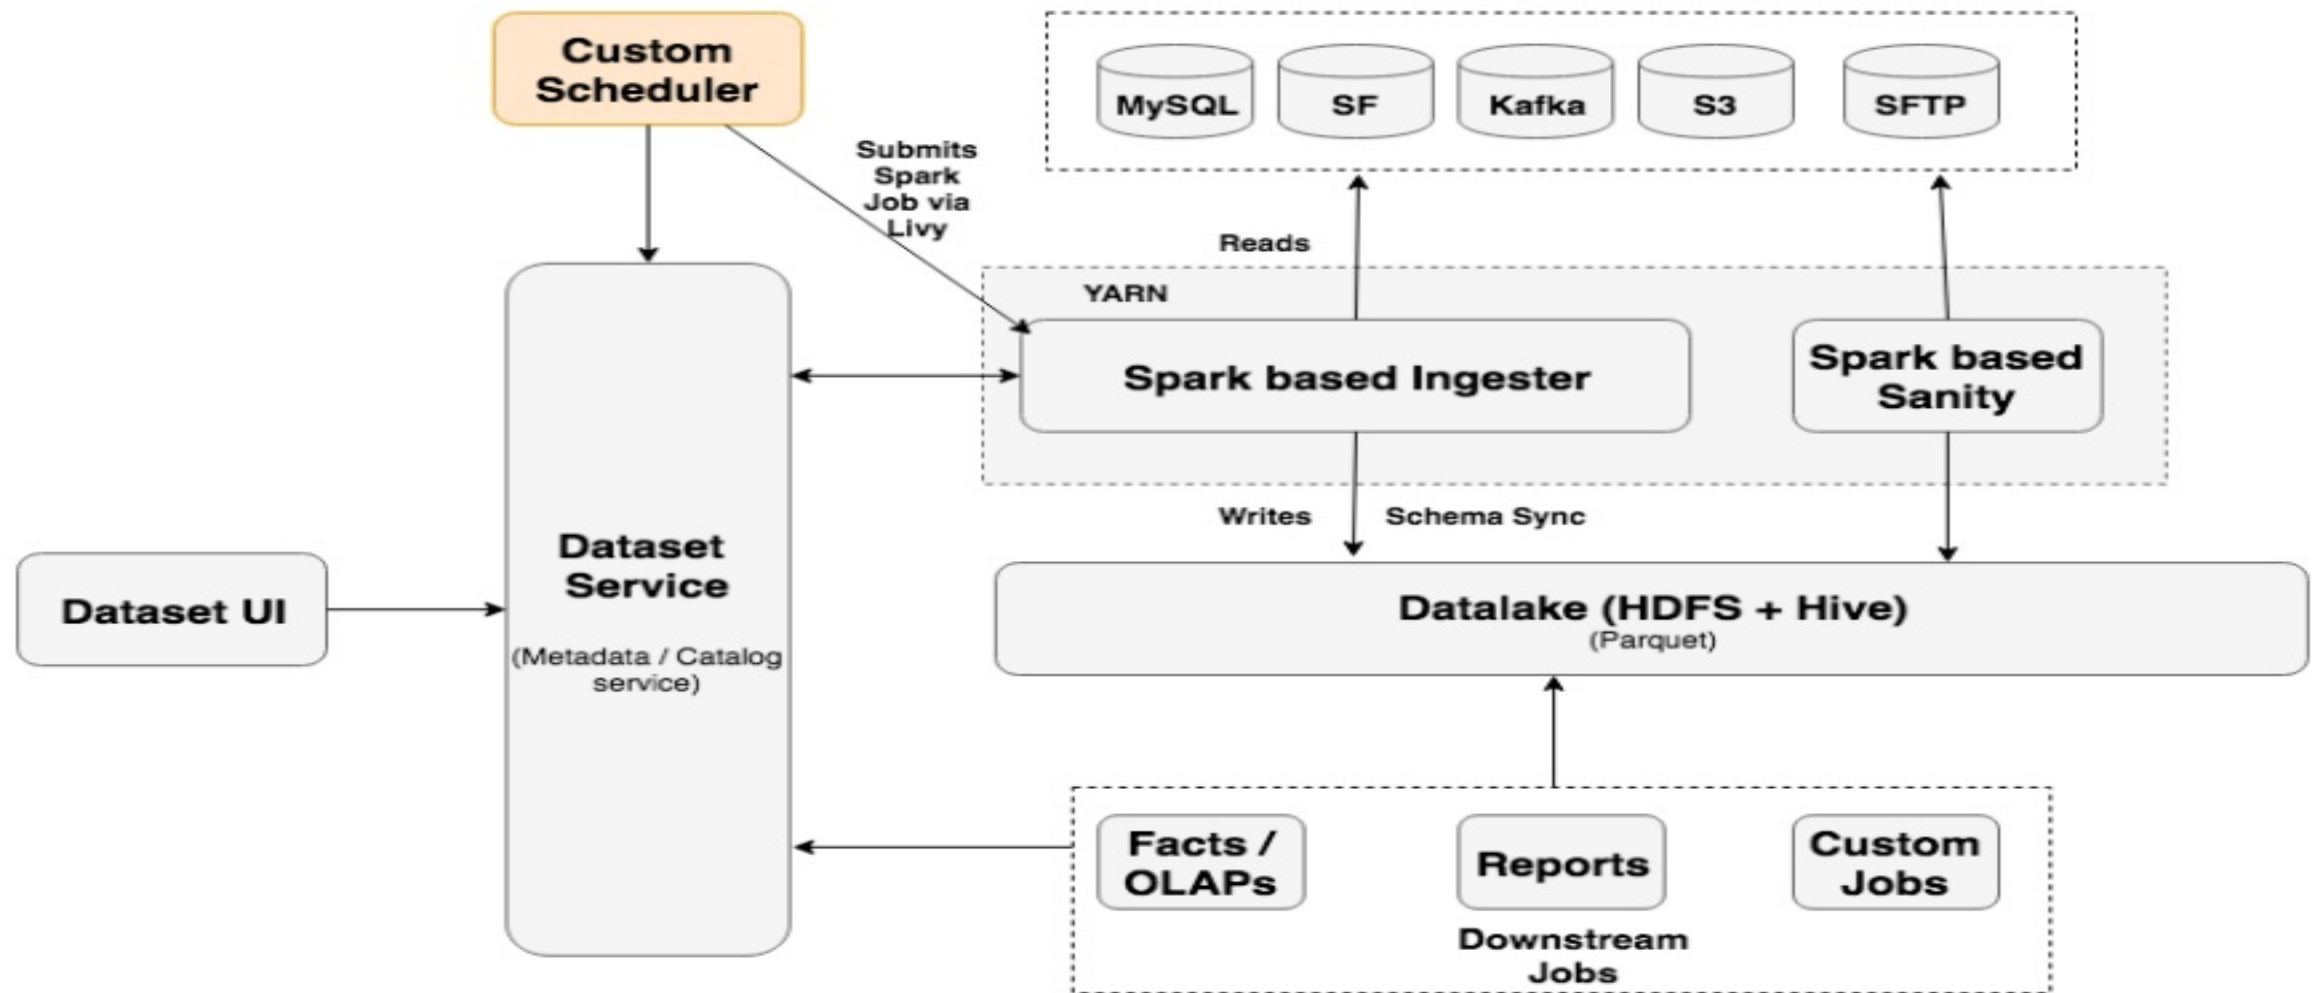 Custom
Scheduler
MySQL
SF
Kafka
S3
SFTP
Submits
Spark
Job via
Livy
Reads
YARN
Spark based Ingester
Spark based
Sanity
Writes
Schema Sync
Dataset
Service
(Metadata / Catalog
service)
Dataset UI
Datalake (HDFS + Hive)
(Parquet)
Facts /
OLAPs
Reports
Custom
Jobs
Downstream
Jobs